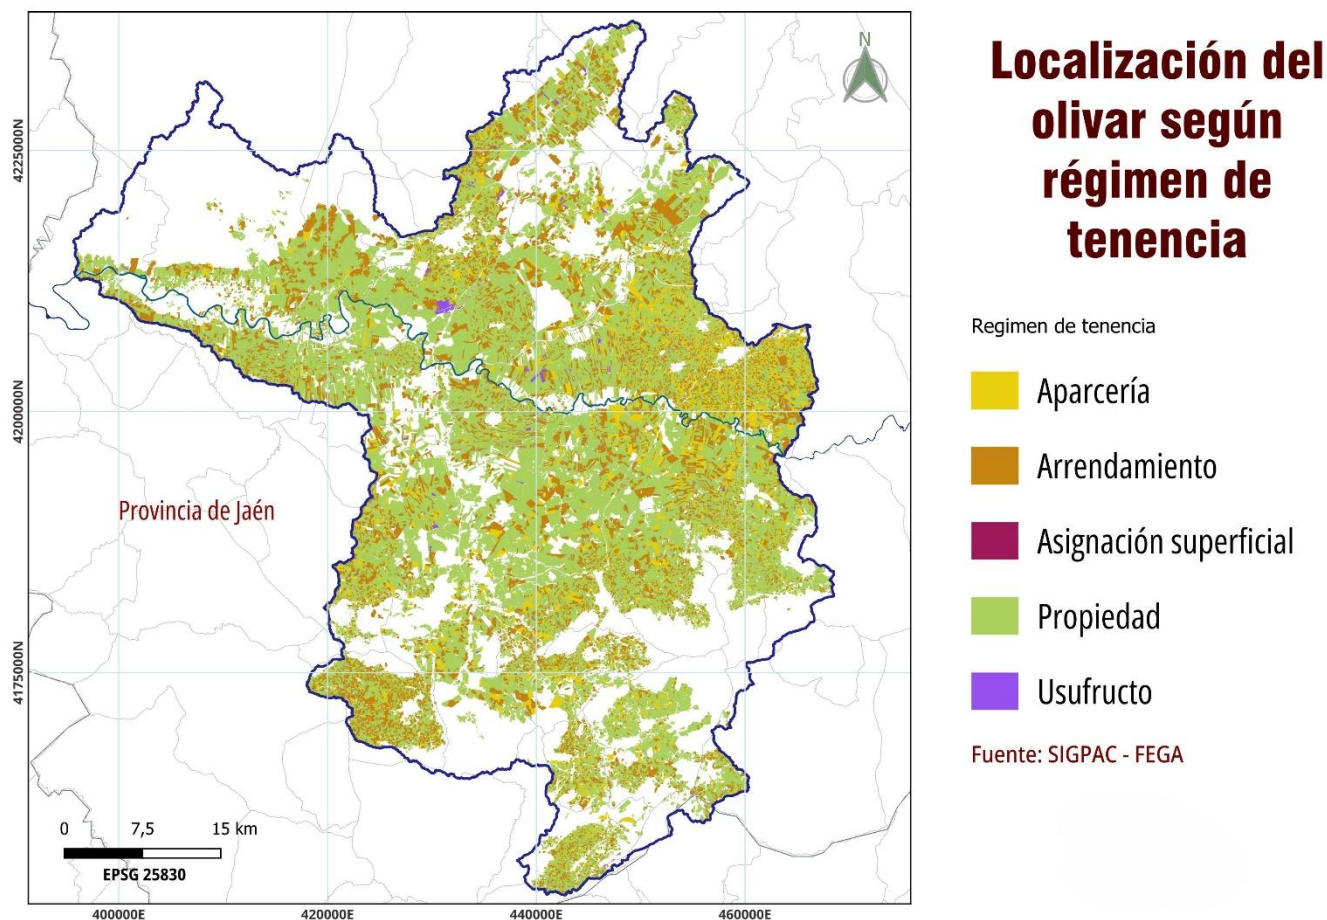 Localización del
olivar según
régimen de
tenencia
N
4225000N
4200000N
4175000N
Provincia de Jaén
Regimen de tenencia
Aparcería
Arrendamiento
Asignación superficial
Propiedad
Usufructo
Fuente: SIGPAC - FEGA
0 7,5 15 km
EPSG 25830
400000E 420000E 440000E 460000E